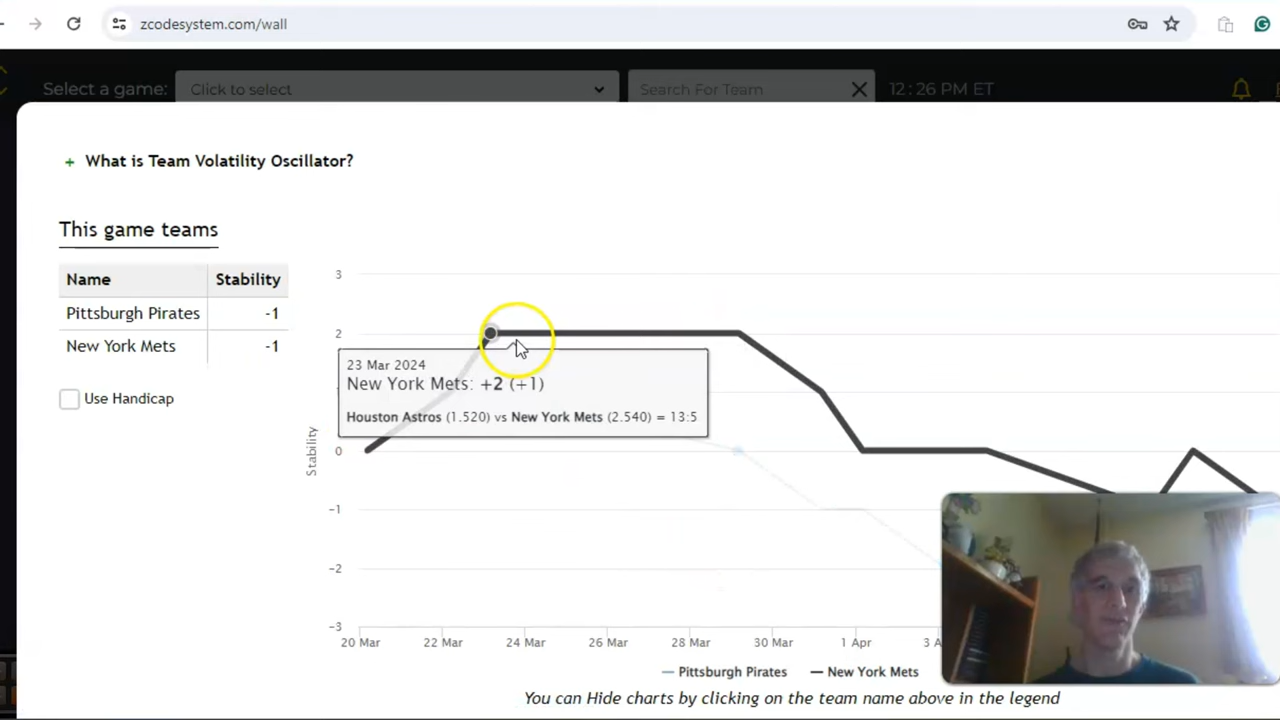 zcodesystem.com/wall
Select a game:
Click to select
Search For Team
12:26 PM ET
+ What is Team Volatility Oscillator?
This game teams
Name Stability
Pittsburgh Pirates -1
New York Mets -1
Use Handicap
3
2
23 Mar 2024
New York Mets: +2 (+1)
Houston Astros (1.520) vs New York Mets (2.540) = 13:5
Stability
0
-1
-2
-3
20 Mar 22 Mar 24 Mar 26 Mar 28 Mar 30 Mar 1 Apr 3 A
Pittsburgh Pirates New York Mets
You can Hide charts by clicking on the team name above in the legend